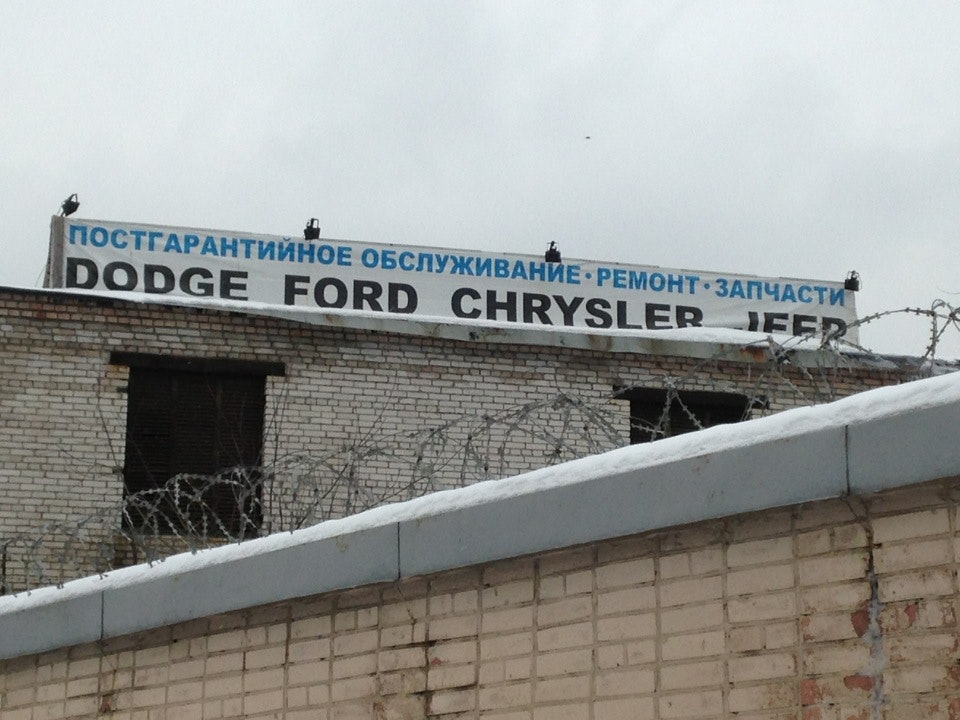 ПОСТГАРАНТИЙНОЕ ОБСЛУЖИВАНИЕ · РЕМОНТ · ЗАПЧАСТИ
DODGE FORD CHRYSLER JEEP